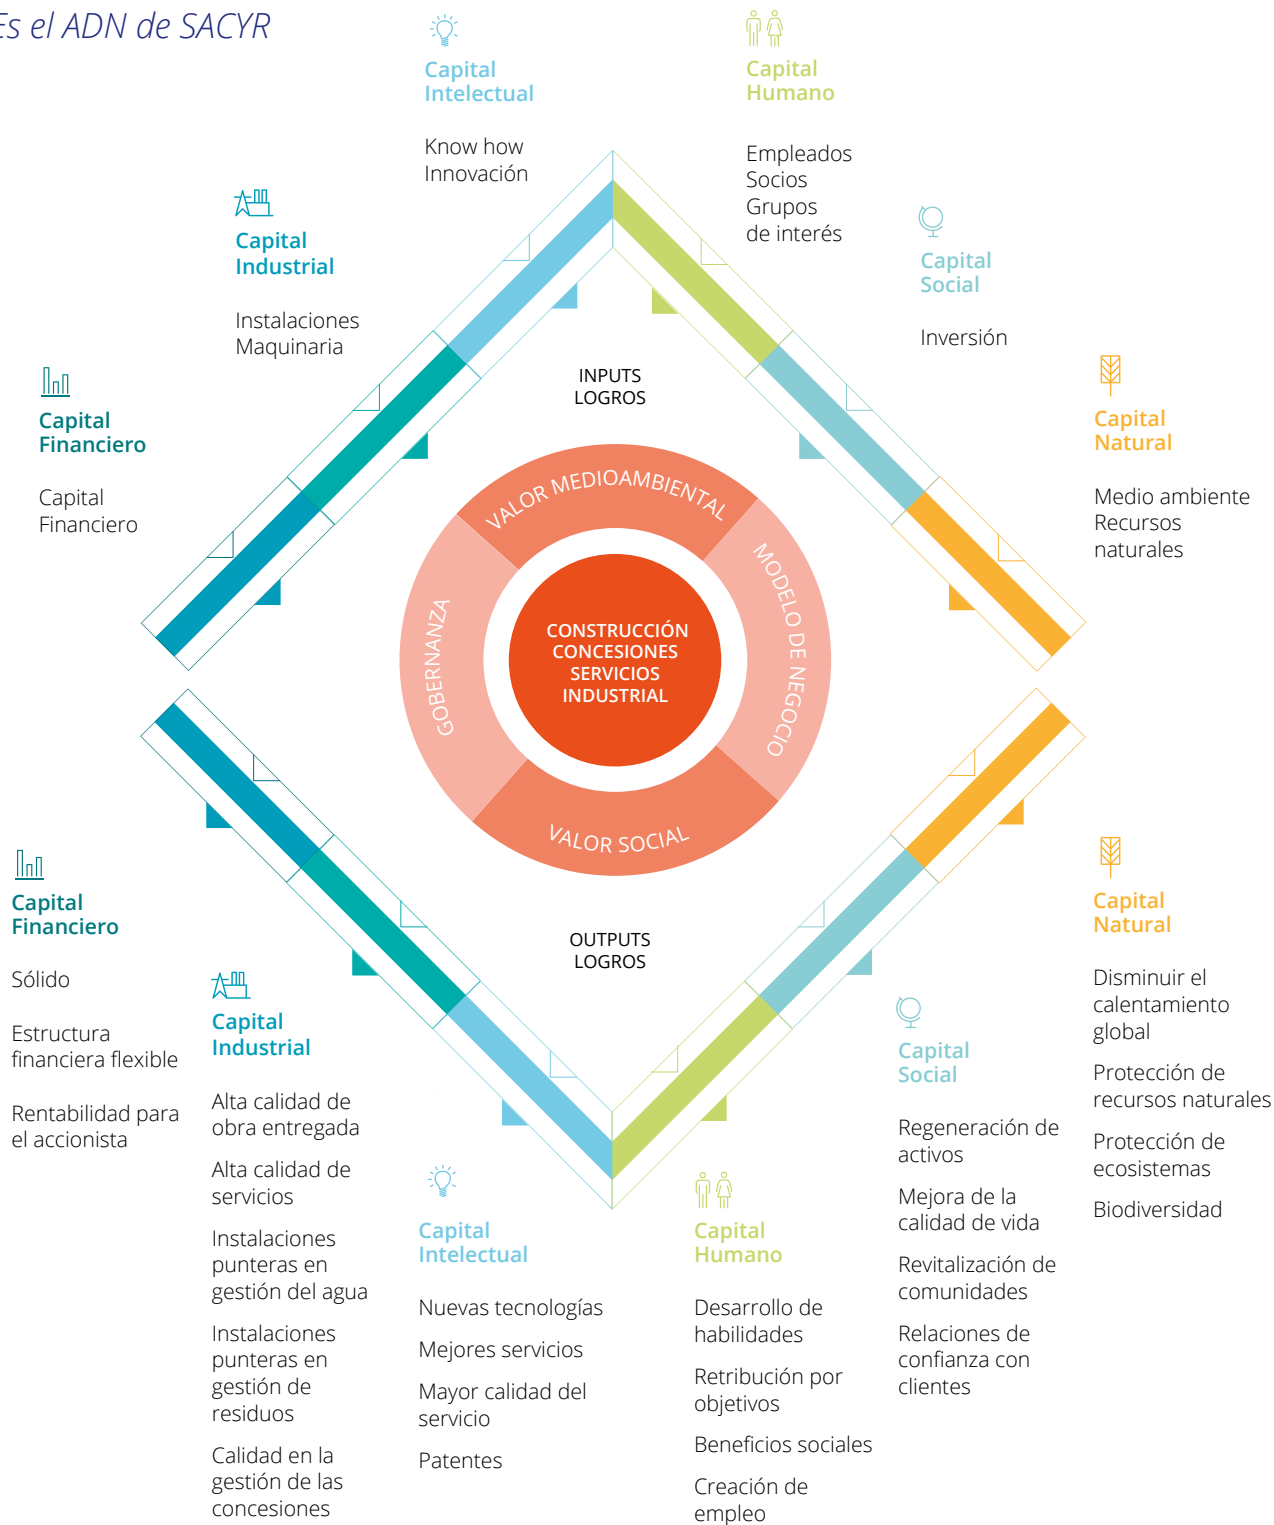 Es el ADN de SACYR
Capital
Intelectual
Know how
Innovación
Capital
Humano
Empleados
Socios
Grupos
de interés
Capital
Industrial
Instalaciones
Maquinaria
Capital
Social
Inversión
Capital
Financiero
Capital
Financiero
Capital
Natural
Medio ambiente
Recursos
naturales
INPUTS
LOGROS
VALOR MEDIOAMBIENTAL
MODELO DE NEGOCIO
GOBERNANZA
VALOR SOCIAL
CONSTRUCCIÓN
CONCESIONES
SERVICIOS
INDUSTRIAL
OUTPUTS
LOGROS
Capital
Financiero
Sólido
Estructura
financiera flexible
Rentabilidad para
el accionista
Capital
Industrial
Alta calidad de
obra entregada
Alta calidad de
servicios
Instalaciones
punteras en
gestión del agua
Instalaciones
punteras en
gestión de
residuos
Calidad en la
gestión de las
concesiones
Capital
Intelectual
Nuevas tecnologías
Mejores servicios
Mayor calidad del
servicio
Patentes
Capital
Humano
Desarrollo de
habilidades
Retribución por
objetivos
Beneficios sociales
Creación de
empleo
Capital
Social
Regeneración de
activos
Mejora de la
calidad de vida
Revitalización de
comunidades
Relaciones de
confianza con
clientes
Capital
Natural
Disminuir el
calentamiento
global
Protección de
recursos naturales
Protección de
ecosistemas
Biodiversidad